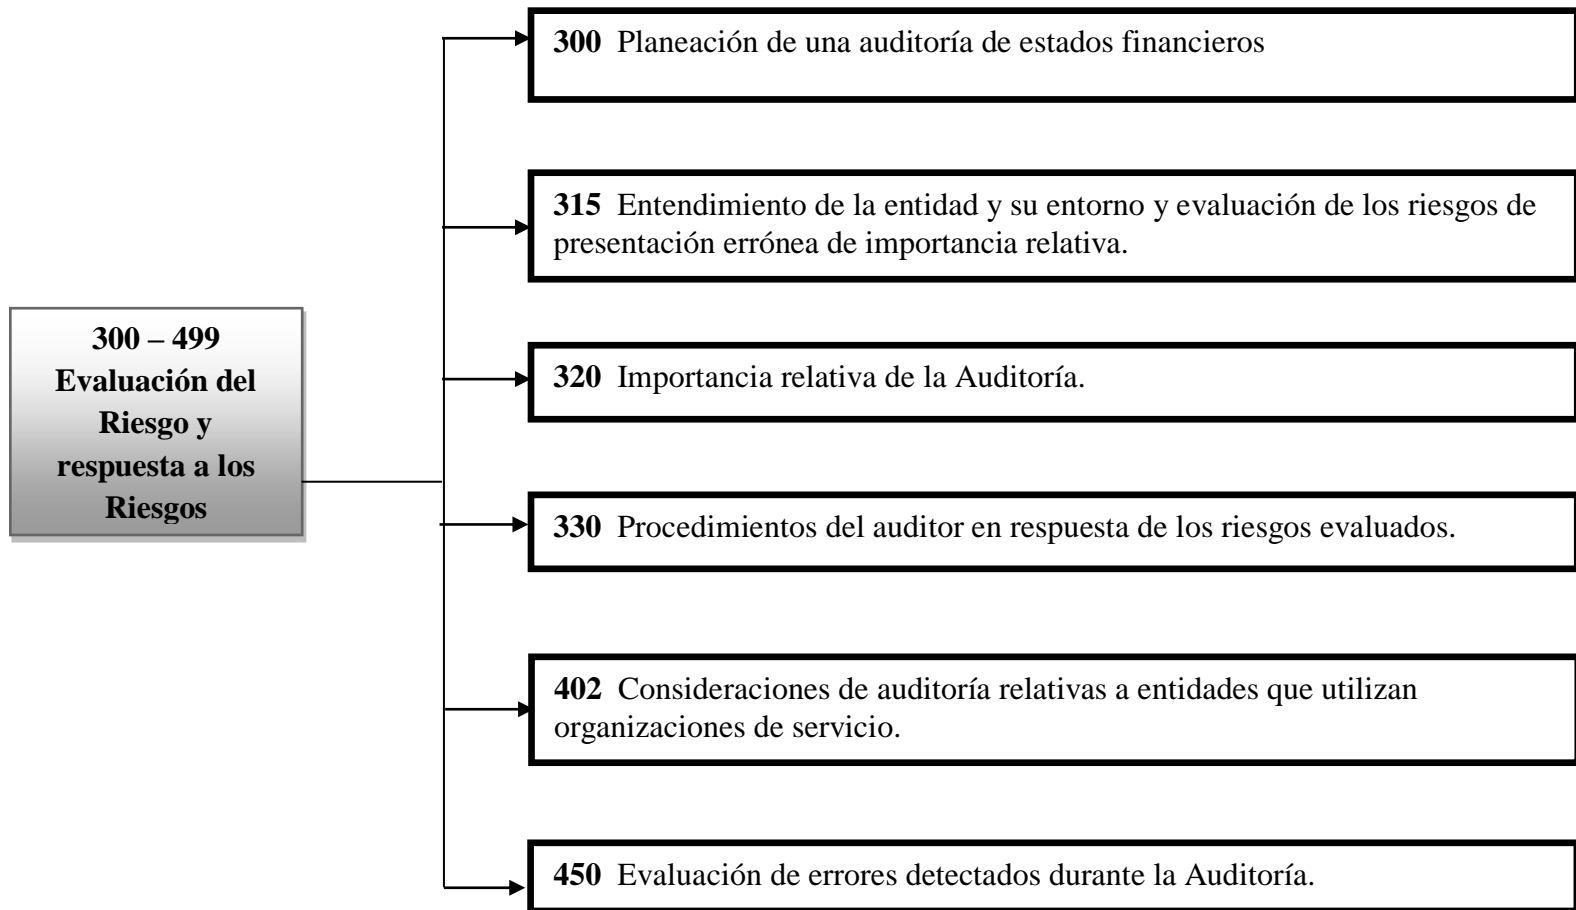 300 – 499
Evaluación del
Riesgo y
respuesta a los
Riesgos
300 Planeación de una auditoría de estados financieros
315 Entendimiento de la entidad y su entorno y evaluación de los riesgos de
presentación errónea de importancia relativa.
320 Importancia relativa de la Auditoría.
330 Procedimientos del auditor en respuesta de los riesgos evaluados.
402 Consideraciones de auditoría relativas a entidades que utilizan
organizaciones de servicio.
450 Evaluación de errores detectados durante la Auditoría.